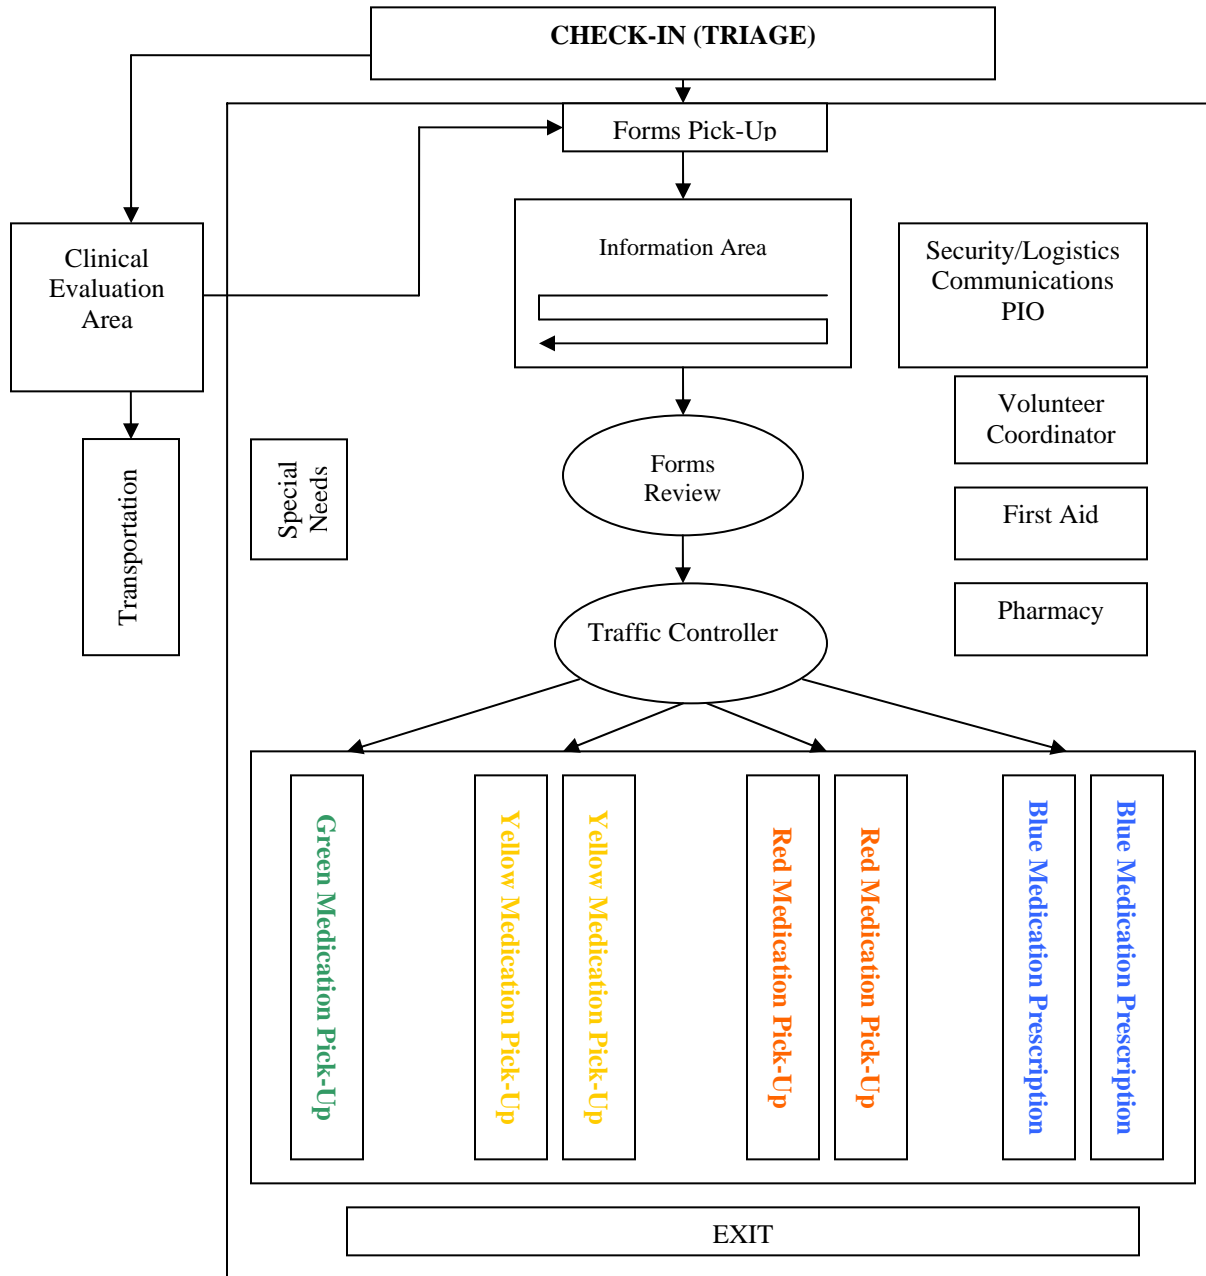 CHECK-IN (TRIAGE)
Forms Pick-Up
Clinical
Evaluation
Area
Information Area
Security/Logistics
Communications
PIO
Volunteer
Coordinator
Transportation
Special
Needs
Forms
Review
First Aid
Pharmacy
Traffic Controller
Green Medication Pick-Up
Yellow Medication Pick-Up
Yellow Medication Pick-Up
Red Medication Pick-Up
Red Medication Pick-Up
Blue Medication Prescription
Blue Medication Prescription
EXIT